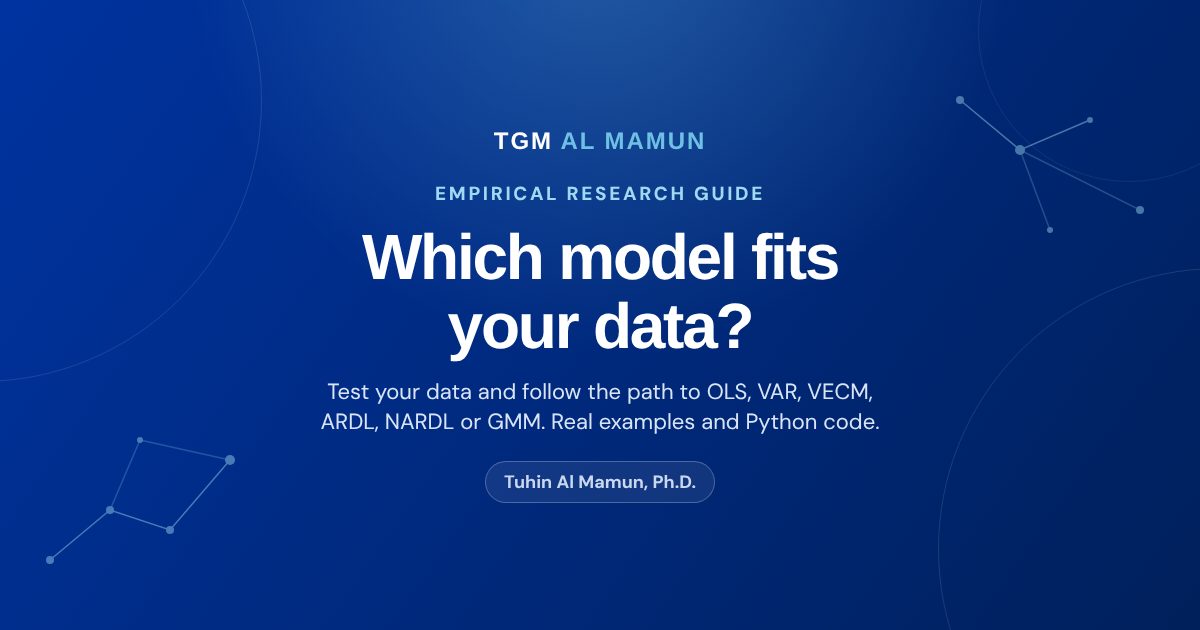 TGM AL MAMUN
EMPIRICAL RESEARCH GUIDE
Which model fits
your data?
Test your data and follow the path to OLS, VAR, VECM,
ARDL, NARDL or GMM. Real examples and Python code.
Tuhin Al Mamun, Ph.D.